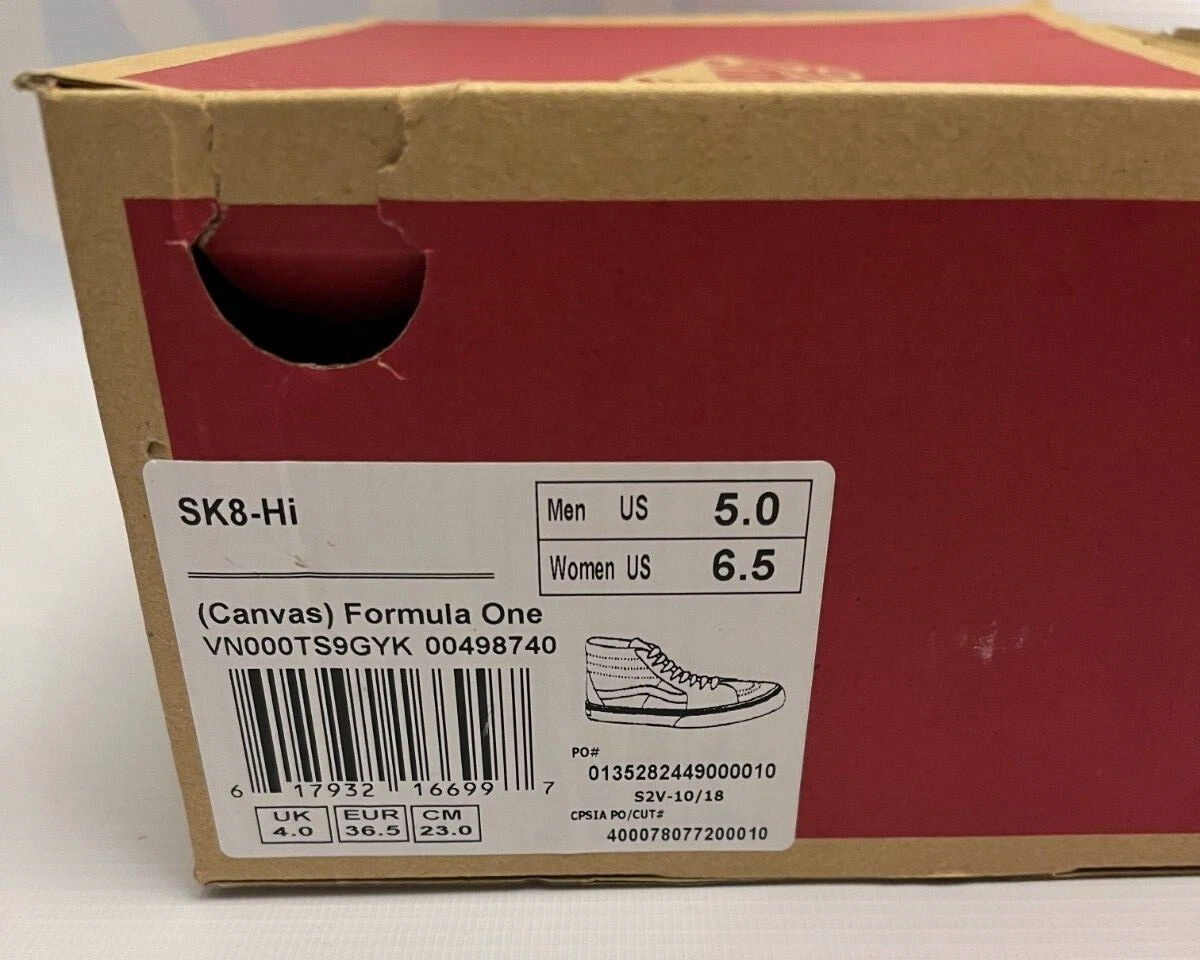 SK8-Hi
Men US 5.0
Women US 6.5
(Canvas) Formula One
VN000TS9GYK 00498740
6 17932 16699 7
PO#
0135282449000010
S2V-10/18
CPSIA PO/CUT#
400078077200010
UK 4.0
EUR 36.5
CM 23.0